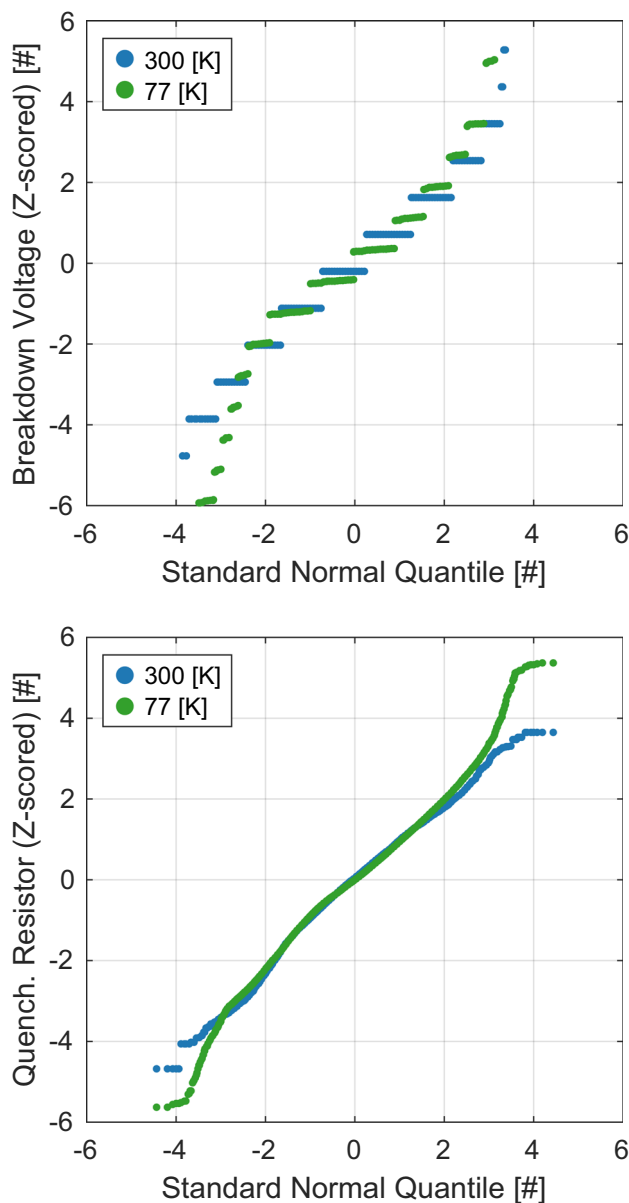 Breakdown Voltage (Z-scored) [#]
6
4
2
0
-2
-4
-6
300 [K]
77 [K]
-6 -4 -2 0 2 4 6
Standard Normal Quantile [#]
Quench. Resistor (Z-scored) [#]
6
4
2
0
-2
-4
-6
300 [K]
77 [K]
-6 -4 -2 0 2 4 6
Standard Normal Quantile [#]